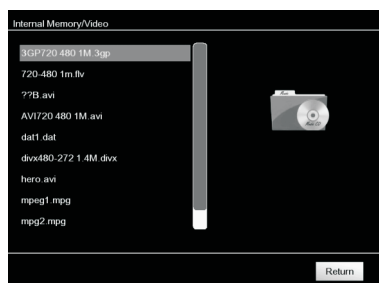 Internal Memory/Video
3GP720 480 1M.3gp
720-480 1m.flv
??B.avi
AVI720 480 1M.avi
dat1.dat
divx480-272 1.4M.divx
hero.avi
mpeg1.mpg
mpg2.mpg
Return